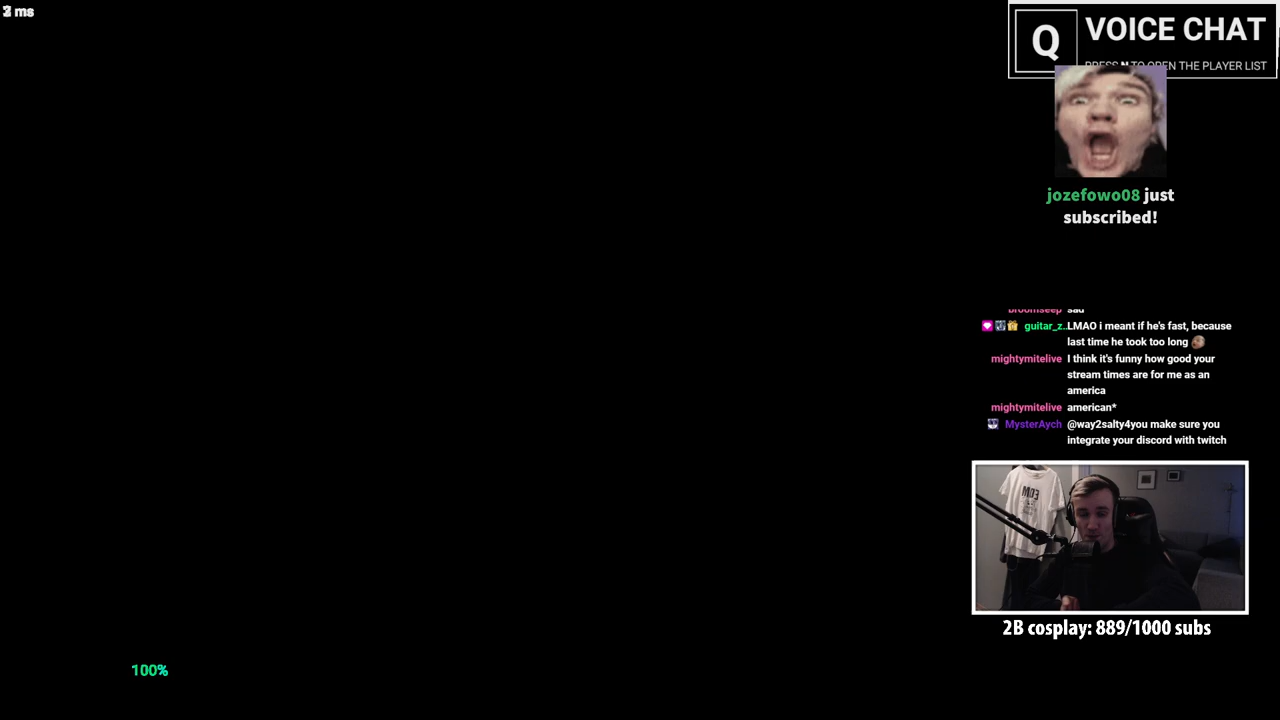 ms
VOICE CHAT
Q
PRESS N TO OPEN THE PLAYER LIST
jozefowo08 just
subscribed!
broomseep sad
guitar_z.. LMAO i meant if he's fast, because
last time he took too long
mightymitelive I think it's funny how good your
stream times are for me as an
america
mightymitelive american*
MysterAych @way2salty4you make sure you
integrate your discord with twitch
2B cosplay: 889/1000 subs
100%